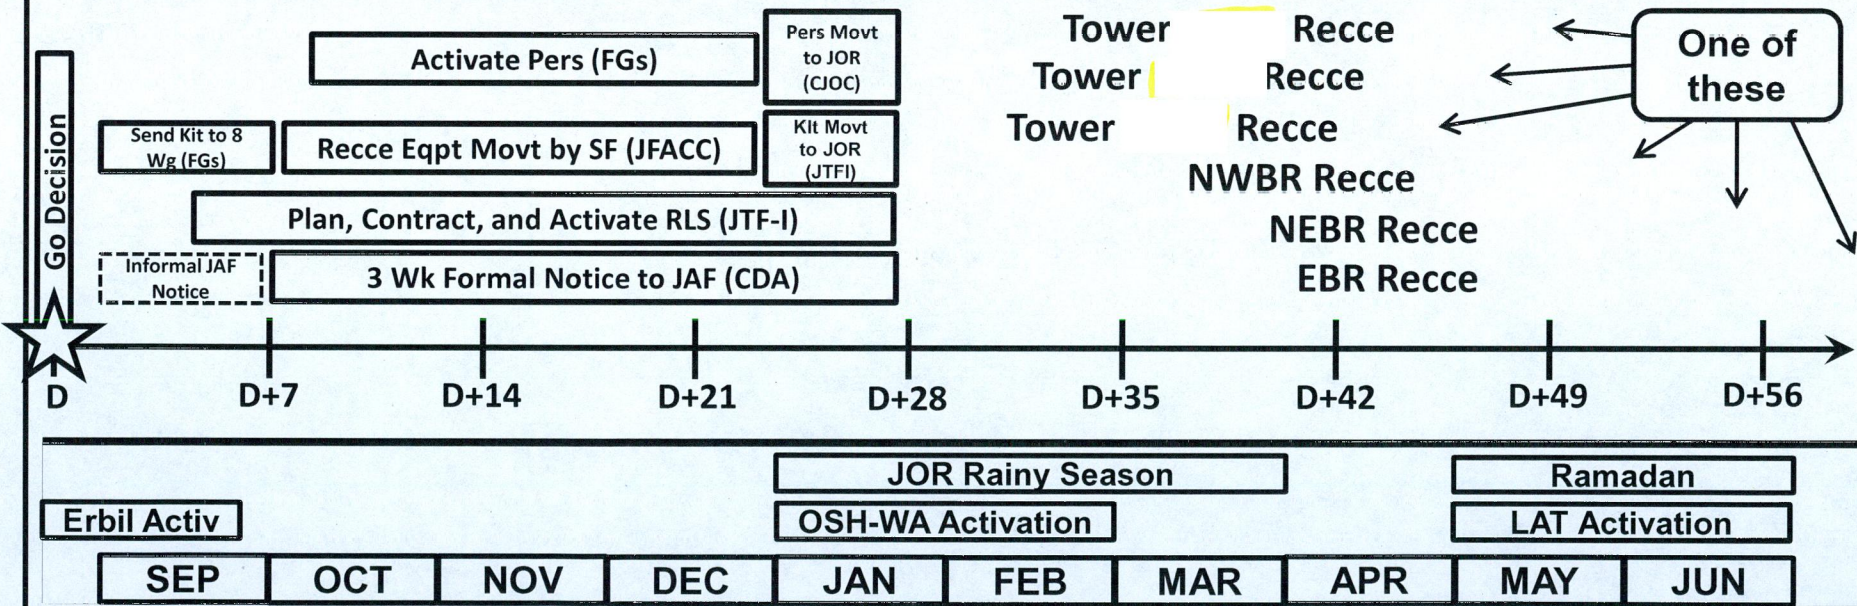 Go Decision
Activate Pers (FGs)
Pers Movt
to JOR
(CJOC)
Send Kit to 8
Wg (FGs)
Recce Eqpt Movt by SF (JFACC)
KIt Movt
to JOR
(JTFI)
Plan, Contract, and Activate RLS (JTF-I)
Informal JAF
Notice
3 Wk Formal Notice to JAF (CDA)
Tower Recce
Tower Recce
Tower Recce
NWBR Recce
NEBR Recce
EBR Recce
One of
these
D D+7 D+14 D+21 D+28 D+35 D+42 D+49 D+56
JOR Rainy Season Ramadan
Erbil Activ OSH-WA Activation LAT Activation
SEP OCT NOV DEC JAN FEB MAR APR MAY JUN